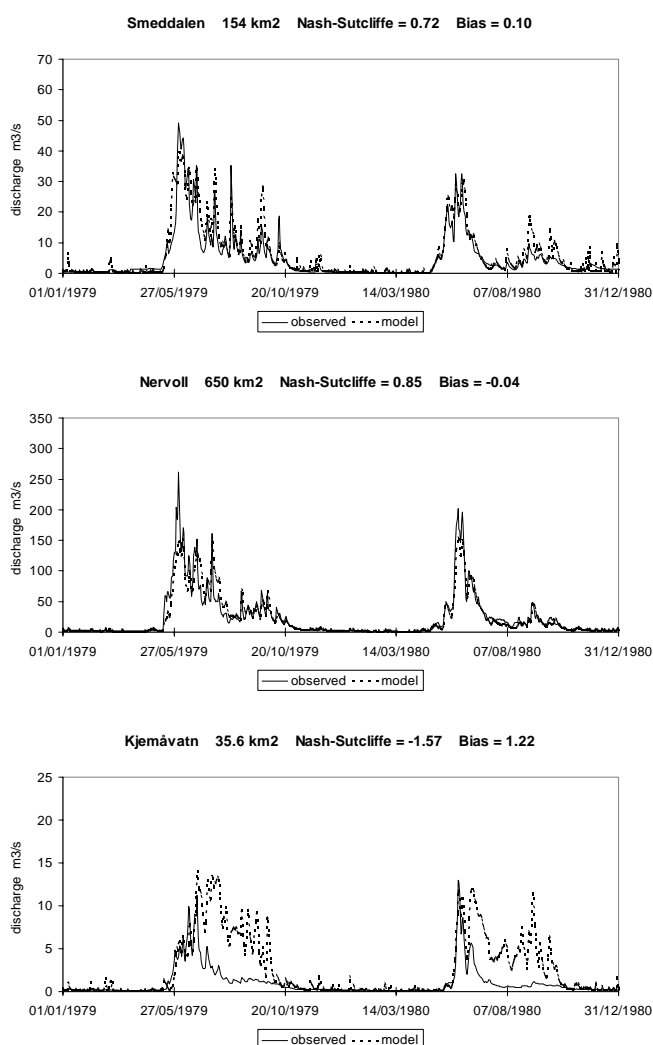 Smeddalen 154 km2 Nash-Sutcliffe = 0.72 Bias = 0.10
70
60
50
40
30
20
10
0
discharge m3/s
01/01/1979 27/05/1979 20/10/1979 14/03/1980 07/08/1980 31/12/1980
observed model
Nervoll 650 km2 Nash-Sutcliffe = 0.85 Bias = -0.04
350
300
250
200
150
100
50
0
discharge m3/s
01/01/1979 27/05/1979 20/10/1979 14/03/1980 07/08/1980 31/12/1980
observed model
Kjemåvatn 35.6 km2 Nash-Sutcliffe = -1.57 Bias = 1.22
25
20
15
10
5
0
discharge m3/s
01/01/1979 27/05/1979 20/10/1979 14/03/1980 07/08/1980 31/12/1980
observed model